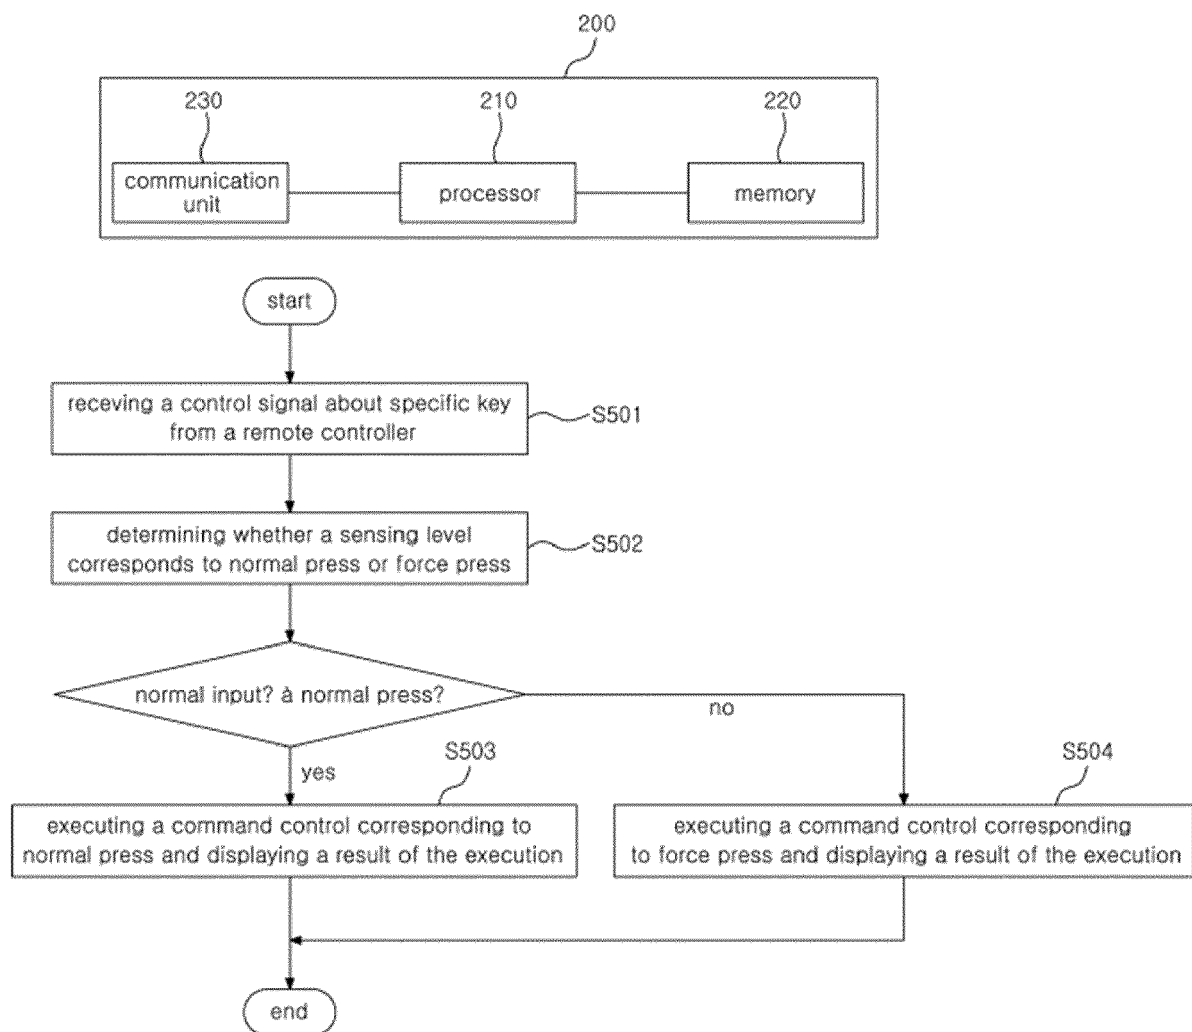 200
230
210
220
communication
unit
processor
memory
start
receving a control signal about specific key
from a remote controller
S501
determining whether a sensing level
corresponds to normal press or force press
S502
normal input? à normal press?
no
yes
S503
S504
executing a command control corresponding to
normal press and displaying a result of the execution
executing a command control corresponding
to force press and displaying a result of the execution
end